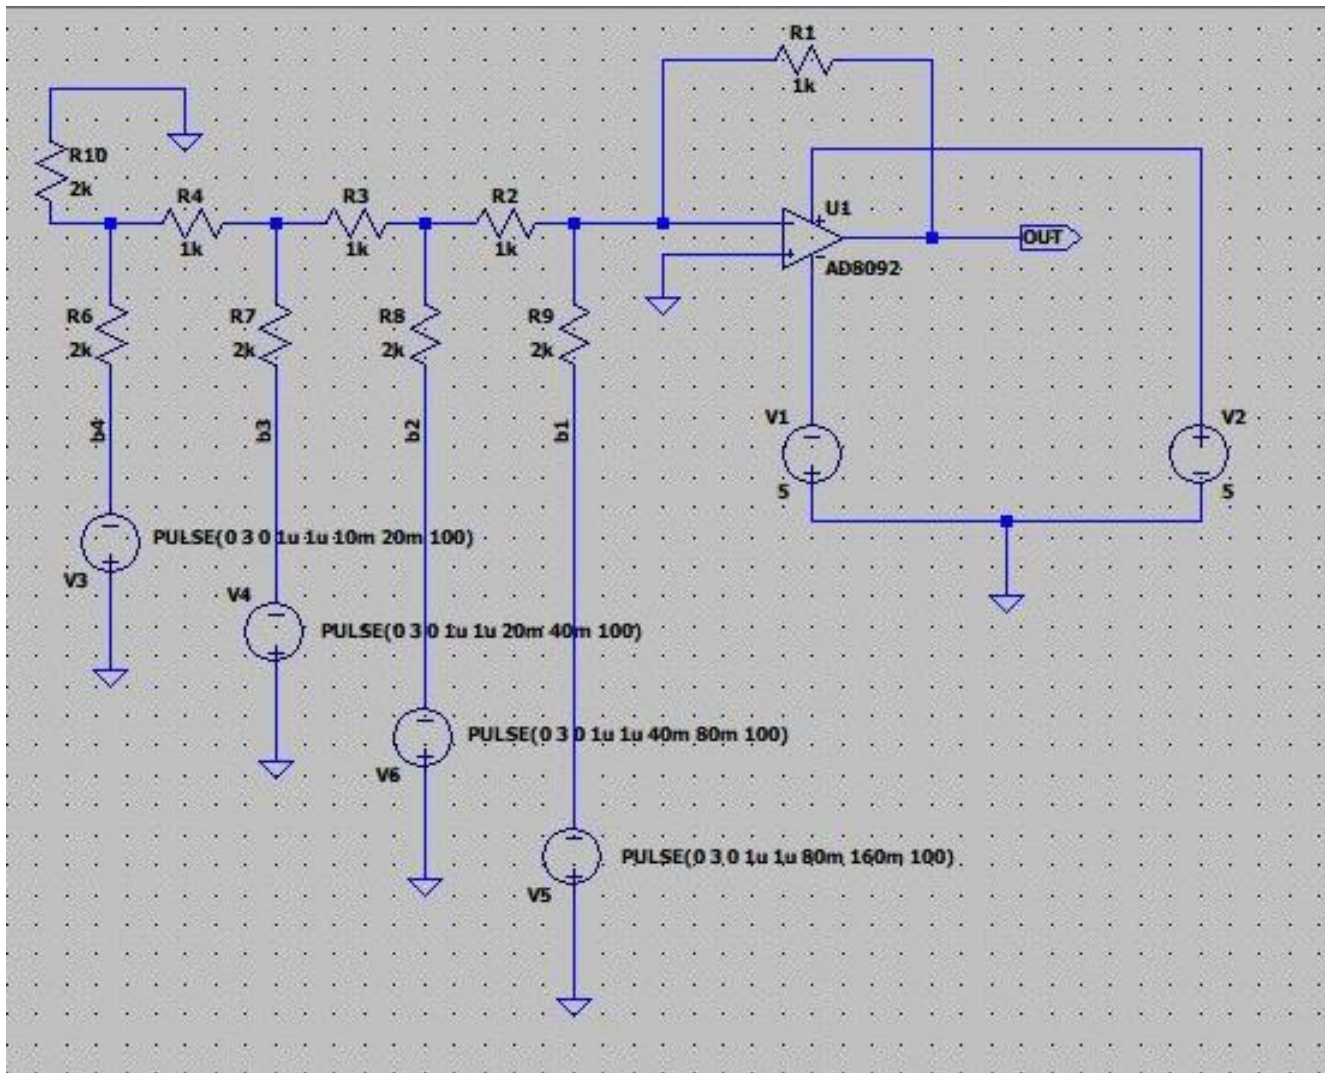 R1
1k
R10
2k
R4
1k
R3
1k
R2
1k
U1
AD8092
OUT
R6
2k
R7
2k
R8
2k
R9
2k
b4
b3
b2
b1
V1
5
V2
5
PULSE(0 3 0 1u 1u 10m 20m 100)
V3
V4
PULSE(0 3 0 1u 1u 20m 40m 100)
PULSE(0 3 0 1u 1u 40m 80m 100)
V6
PULSE(0 3 0 1u 1u 80m 160m 100)
V5